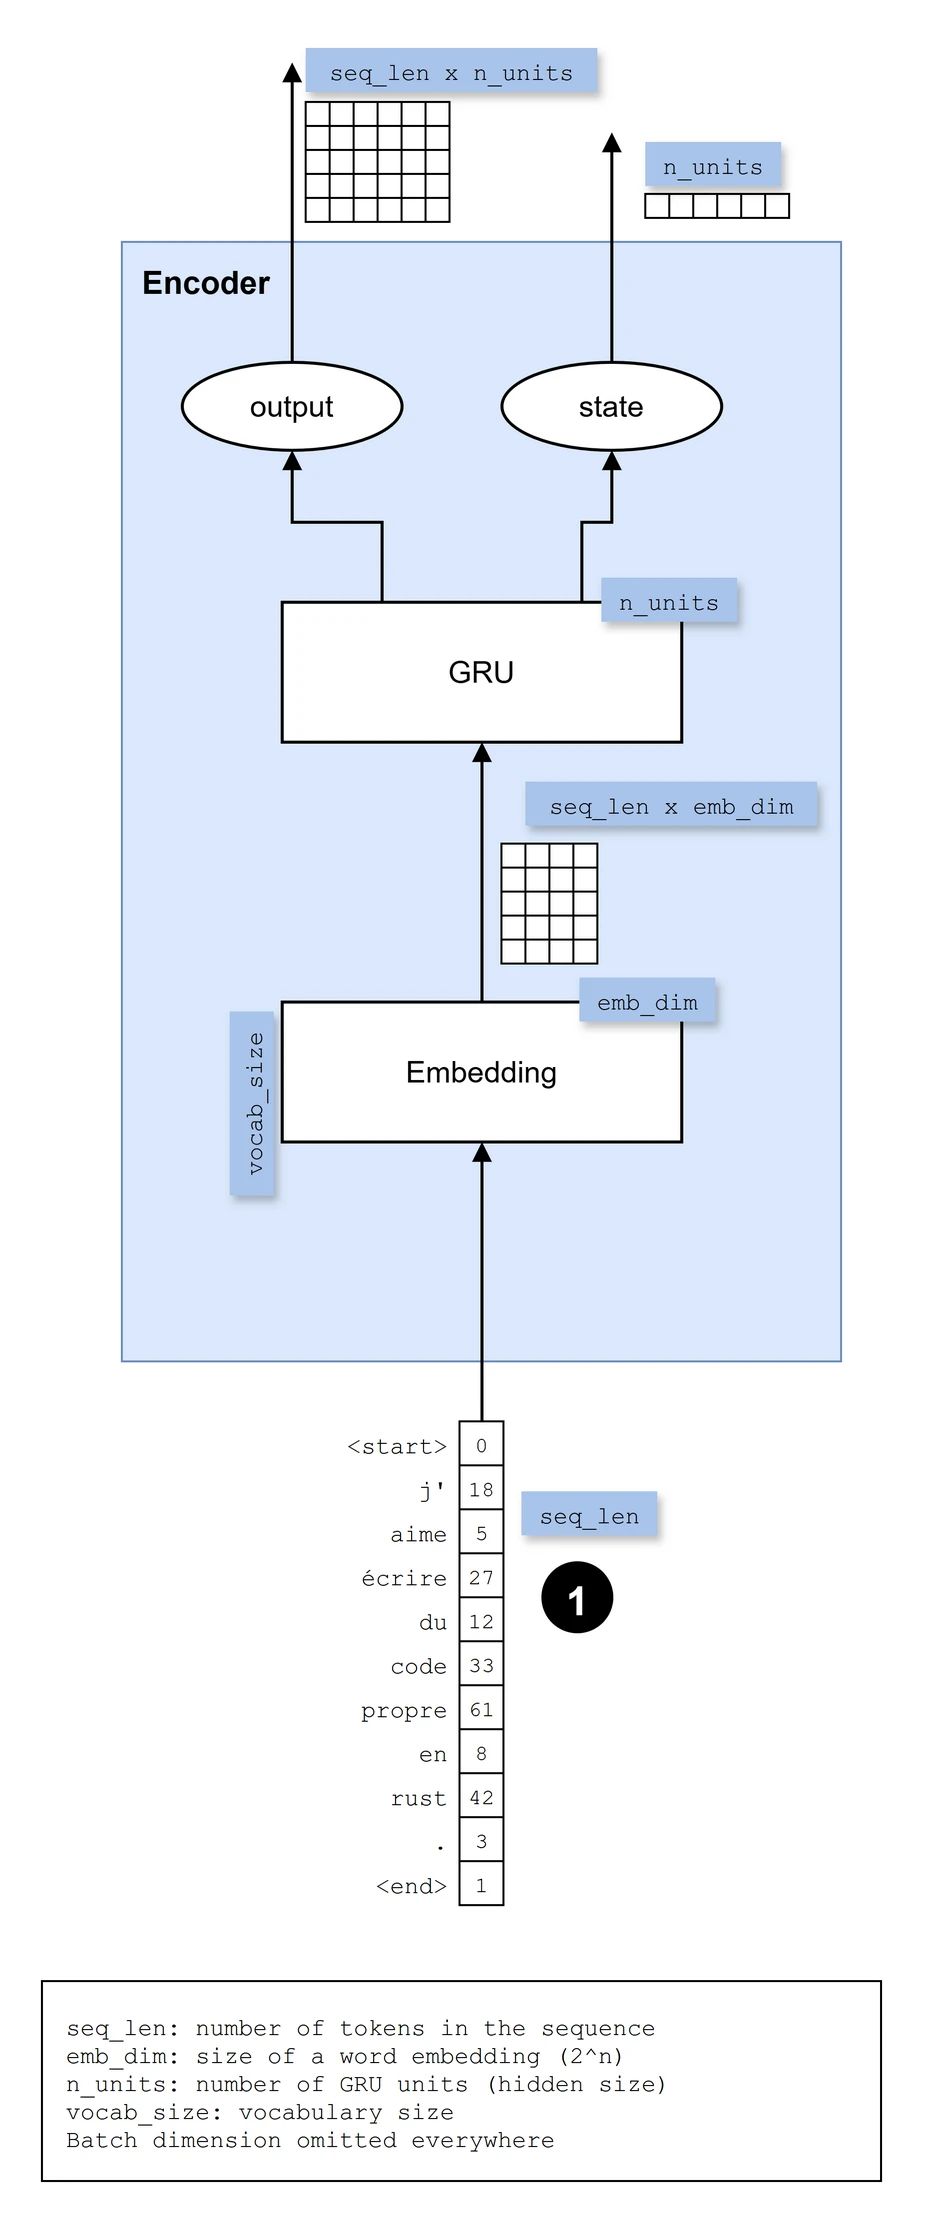 seq_len x n_units
n_units
Encoder
output
state
n_units
GRU
seq_len x emb_dim
emb_dim
vocab_size
Embedding
<start> 0
j' 18
aime 5
écrire 27
du 12
code 33
propre 61
en 8
rust 42
. 3
<end> 1
seq_len
1
seq_len: number of tokens in the sequence
emb_dim: size of a word embedding (2^n)
n_units: number of GRU units (hidden size)
vocab_size: vocabulary size
Batch dimension omitted everywhere